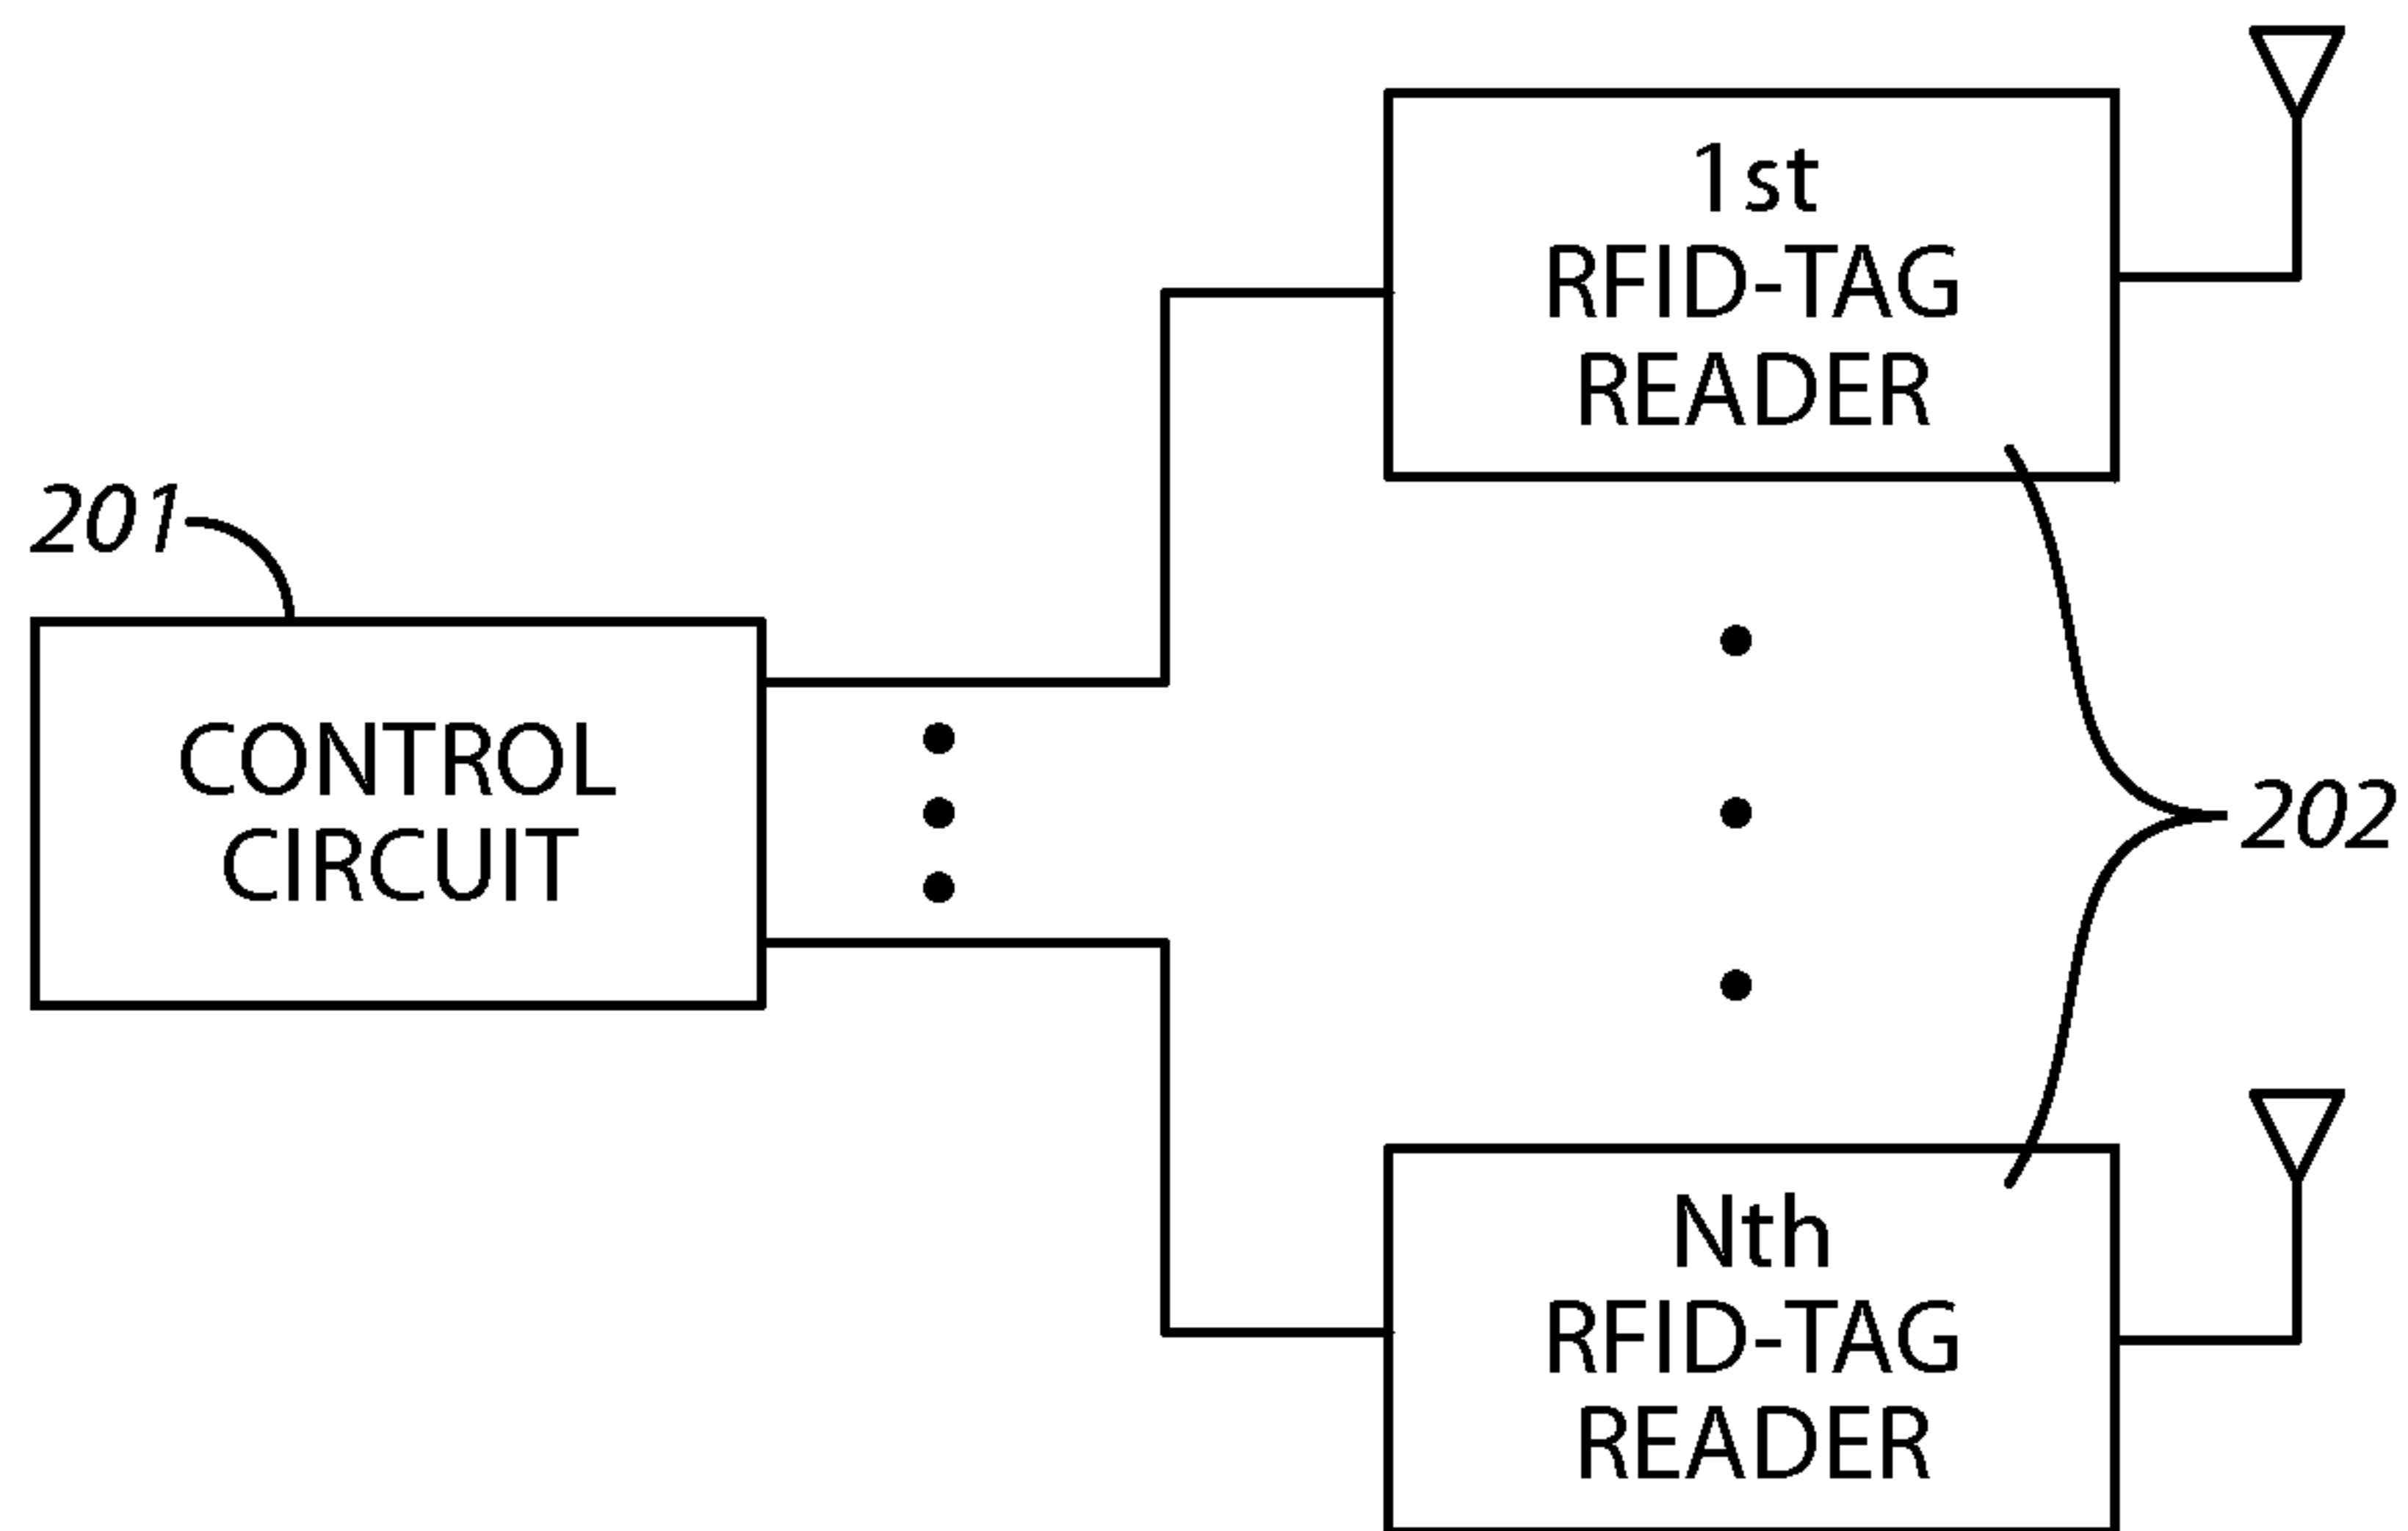 1st
RFID-TAG
READER
201
CONTROL
CIRCUIT
202
Nth
RFID-TAG
READER